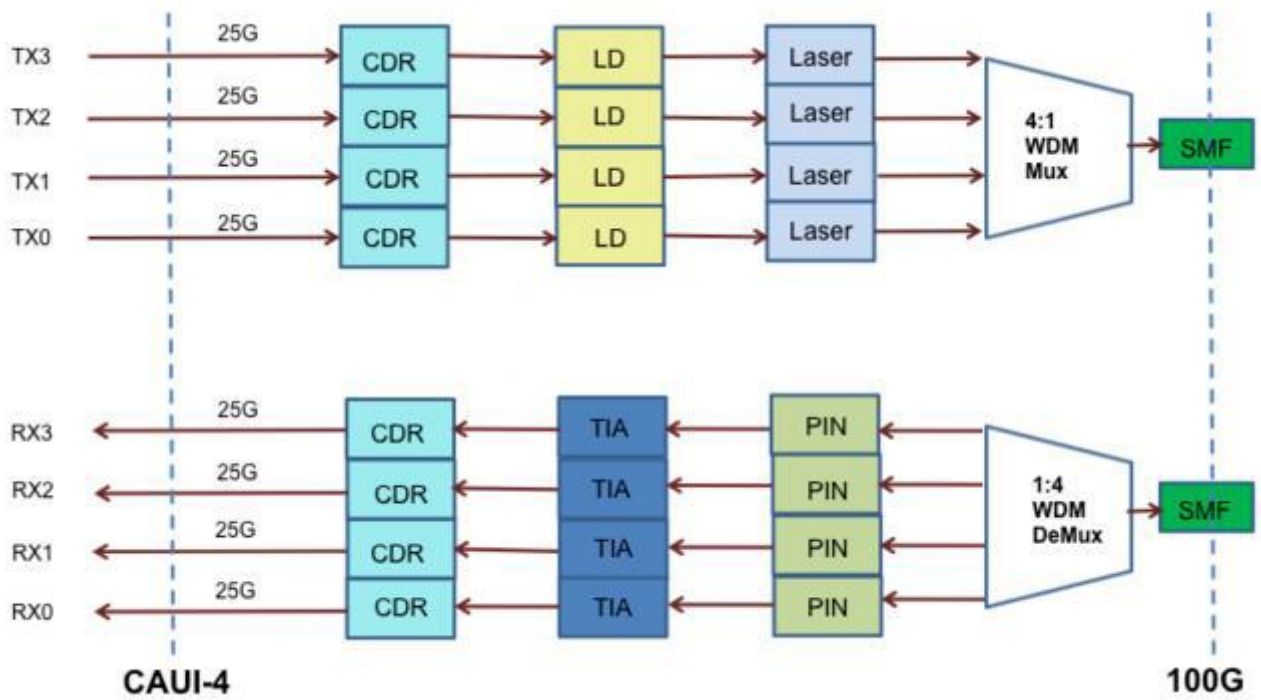 TX3 25G CDR LD Laser
TX2 25G CDR LD Laser
TX1 25G CDR LD Laser
TX0 25G CDR LD Laser
4:1
WDM
Mux
SMF
RX3 25G CDR TIA PIN
RX2 25G CDR TIA PIN
RX1 25G CDR TIA PIN
RX0 25G CDR TIA PIN
1:4
WDM
DeMux
SMF
CAUI-4 100G